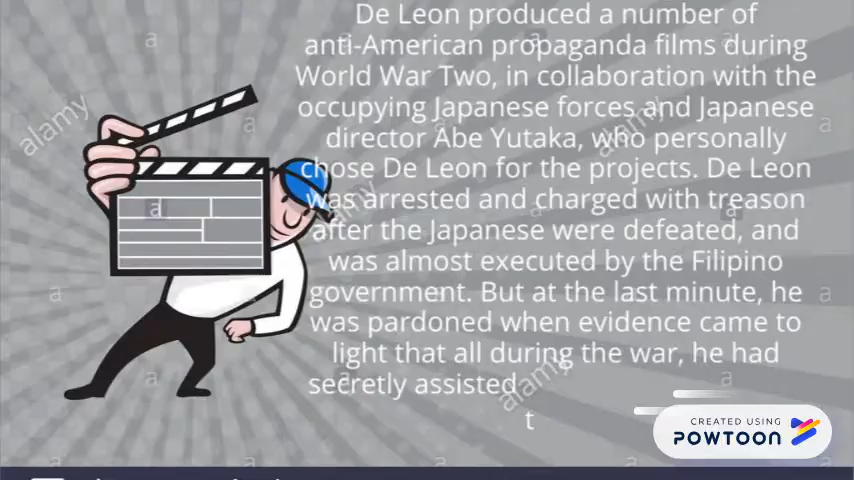 De Leon produced a number of
anti-American propaganda films during
World War Two, in collaboration with the
occupying Japanese forces and Japanese
director Abe Yutaka, who personally
chose De Leon for the projects. De Leon
was arrested and charged with treason
after the Japanese were defeated, and
was almost executed by the Filipino
government. But at the last minute, he
was pardoned when evidence came to
light that all during the war, he had
secretly assisted
t
CREATED USING
POWTOON
alamy
alamy
alamy
alamy